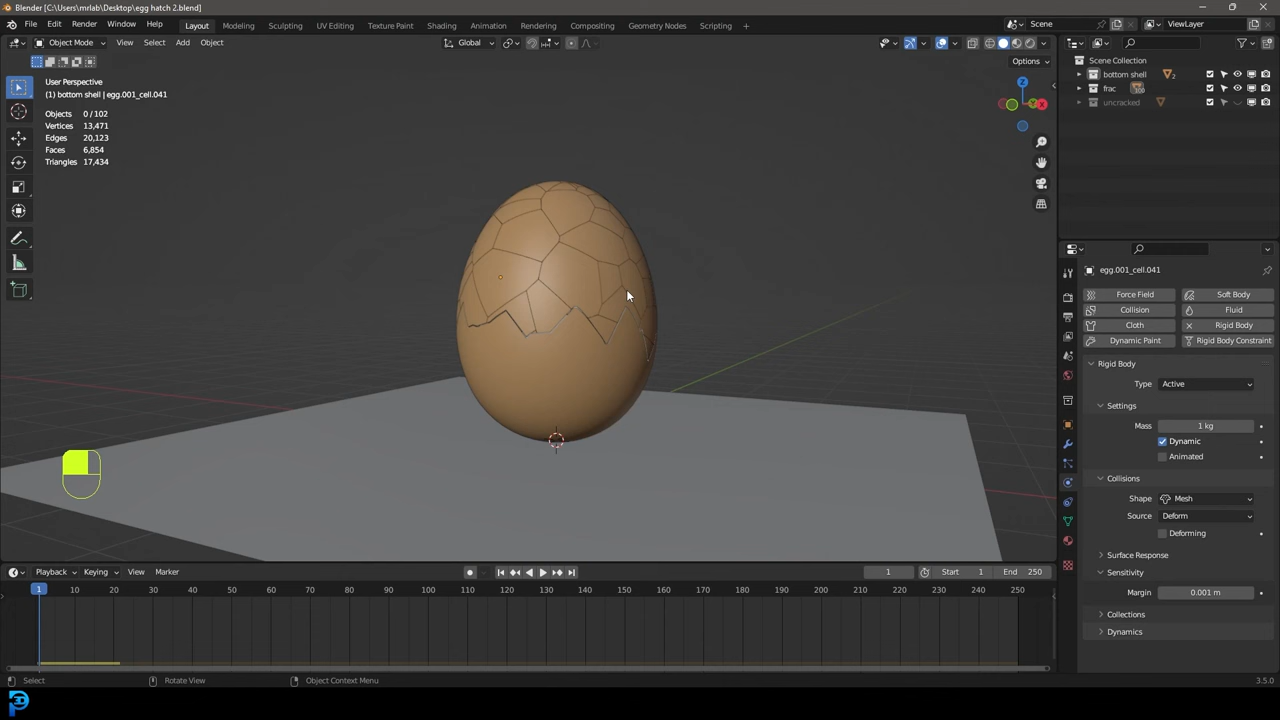 Blender [C:\Users\mrlab\Desktop\egg hatch 2.blend]
File Edit Render Window Help Layout Modeling Sculpting UV Editing Texture Paint Shading Animation Rendering Compositing Geometry Nodes Scripting + Scene ViewLayer
Object Mode View Select Add Object Global
Options
User Perspective
(1) bottom shell | egg.001_cell.041
Objects 0 / 102
Vertices 13,471
Edges 20,123
Faces 6,854
Triangles 17,434
X
Y
Z
Scene Collection
bottom shell 2
frac 100
uncracked
egg.001_cell.041
Force Field Soft Body
Collision Fluid
Cloth Rigid Body
Dynamic Paint Rigid Body Constraint
Rigid Body
Type Active
Settings
Mass 1 kg
Dynamic
Animated
Collisions
Shape Mesh
Source Deform
Deforming
Surface Response
Sensitivity
Margin 0.001 m
Collections
Dynamics
Playback Keying View Marker 1 Start 1 End 250
1 10 20 30 40 50 60 70 80 90 100 110 120 130 140 150 160 170 180 190 200 210 220 230 240 250
Select Rotate View Object Context Menu 3.5.0